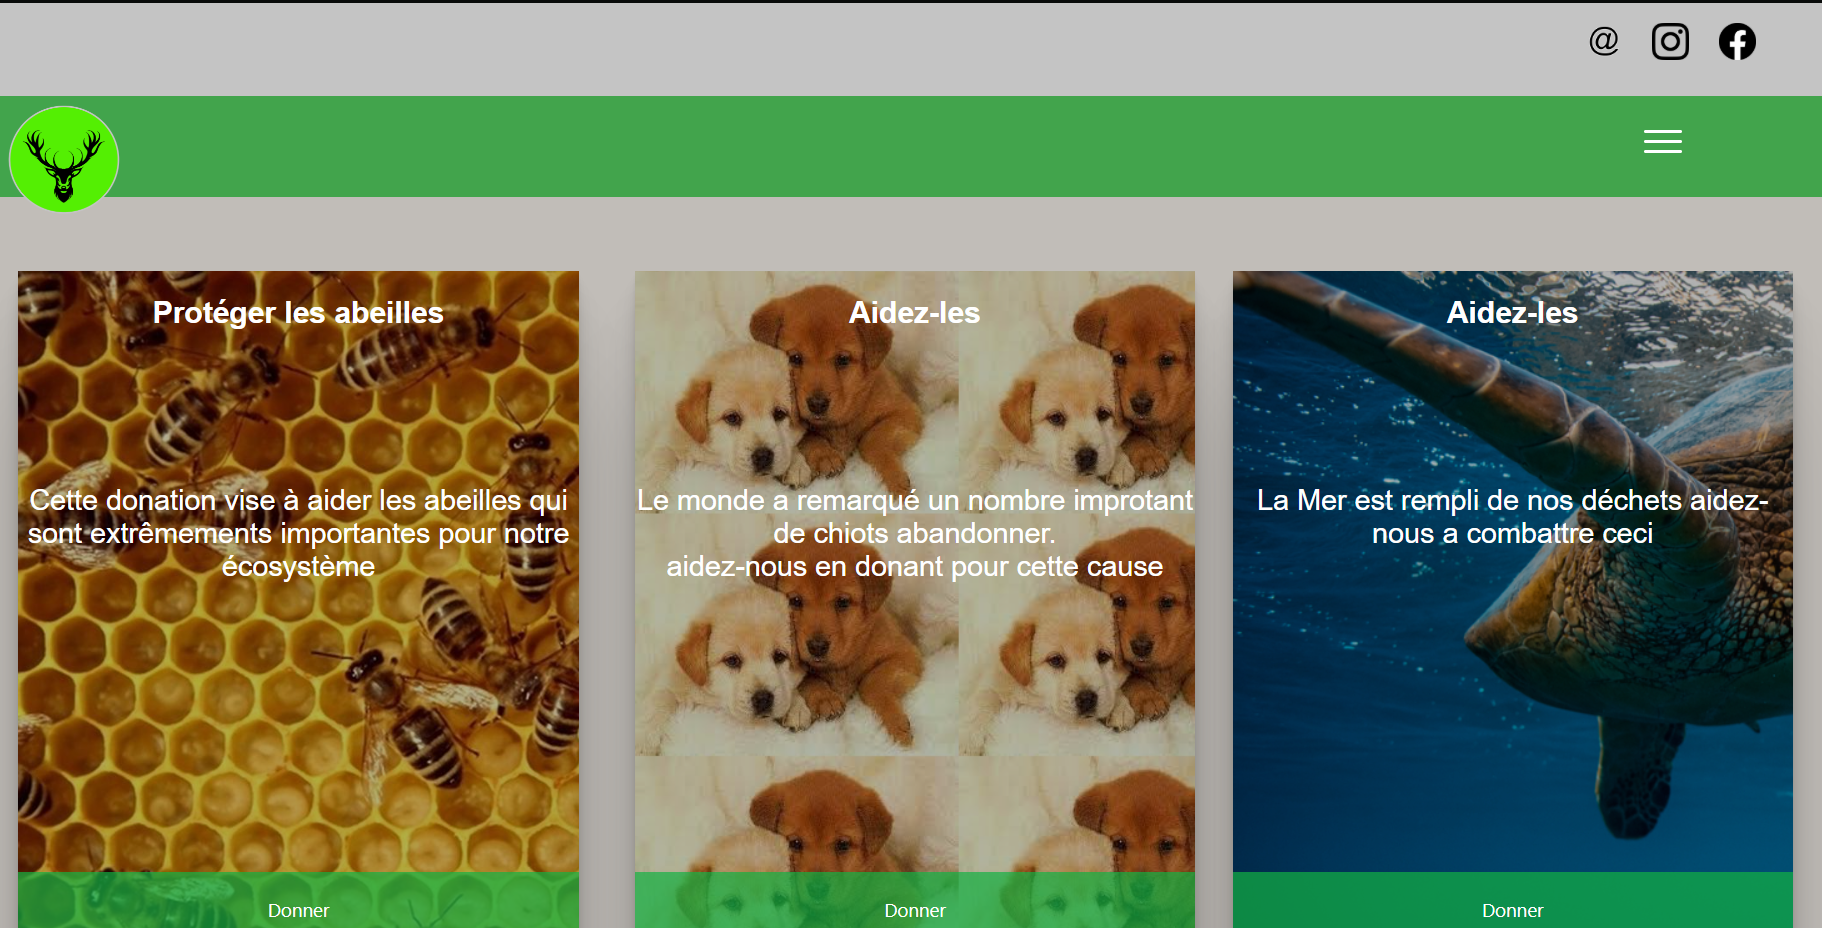 @
Protéger les abeilles
Cette donation vise à aider les abeilles qui
sont extrêmements importantes pour notre
écosystème
Donner
Aidez-les
Le monde a remarqué un nombre improtant
de chiots abandonner.
aidez-nous en donant pour cette cause
Donner
Aidez-les
La Mer est rempli de nos déchets aidez-
nous a combattre ceci
Donner